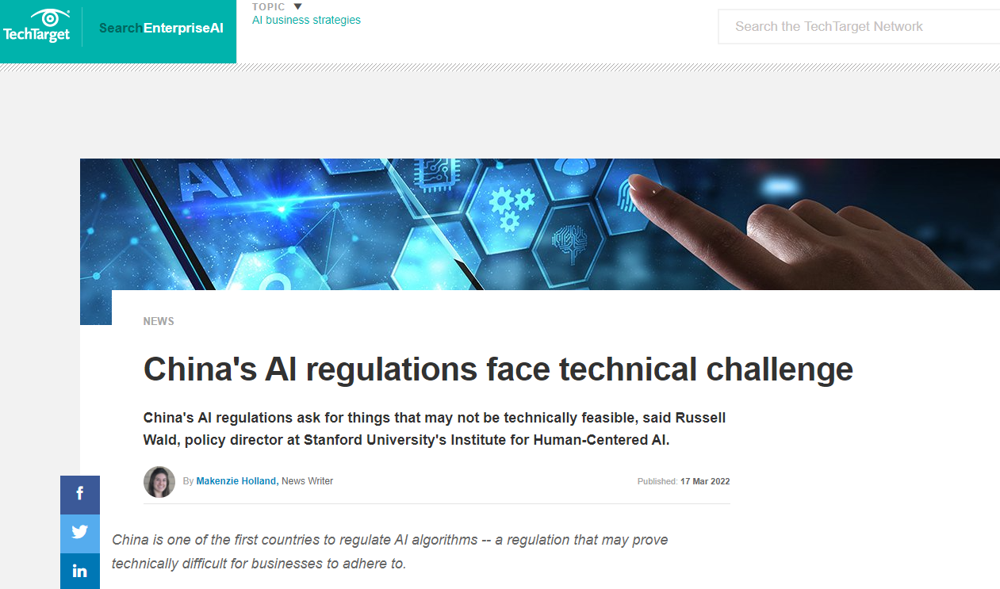 TechTarget
SearchEnterpriseAI
TOPIC
AI business strategies
Search the TechTarget Network
AI
NEWS
China's AI regulations face technical challenge
China's AI regulations ask for things that may not be technically feasible, said Russell
Wald, policy director at Stanford University's Institute for Human-Centered AI.
By Makenzie Holland, News Writer
Published: 17 Mar 2022
f
in
China is one of the first countries to regulate AI algorithms -- a regulation that may prove
technically difficult for businesses to adhere to.